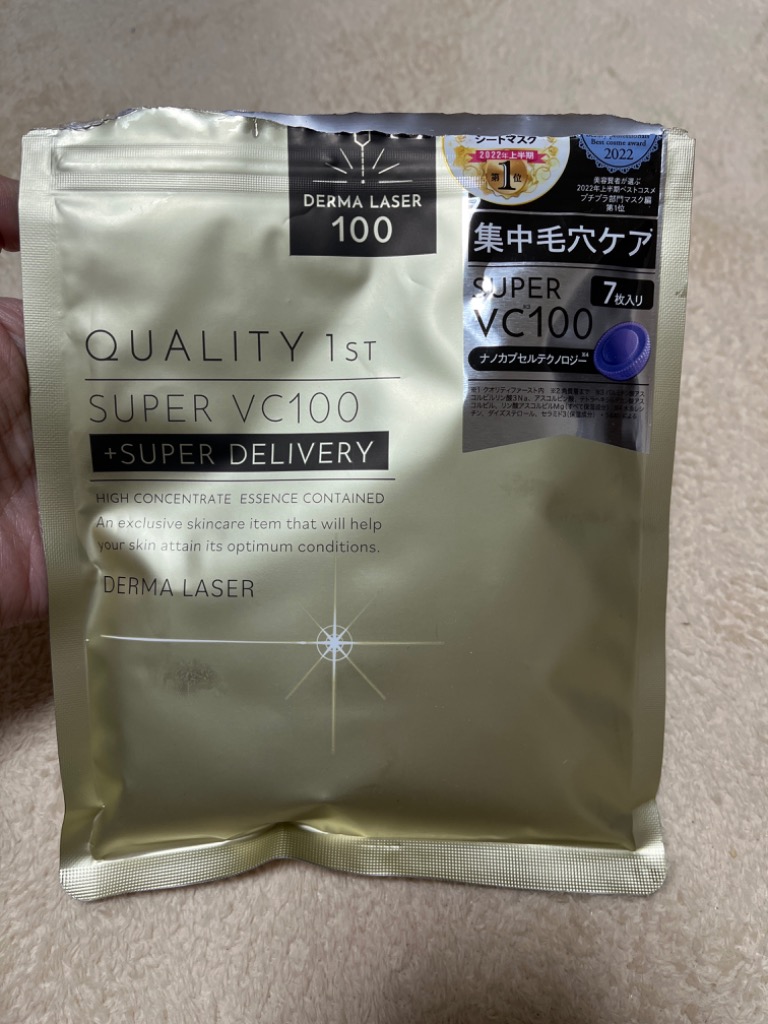 DERMA LASER
100
QUALITY 1ST
SUPER VC100
+SUPER DELIVERY
HIGH CONCENTRATE ESSENCE CONTAINED
An exclusive skincare item that will help
your skin attain its optimum conditions.
DERMA LASER
シートマスク
2022年上半期
第1位
Best cosme award
2022
美容賢者が選ぶ
2022年上半期ベストコスメ
プチプラ部門マスク編
第1位
集中毛穴ケア
SUPER
VC100
7枚入り
ナノカプセルテクノロジー